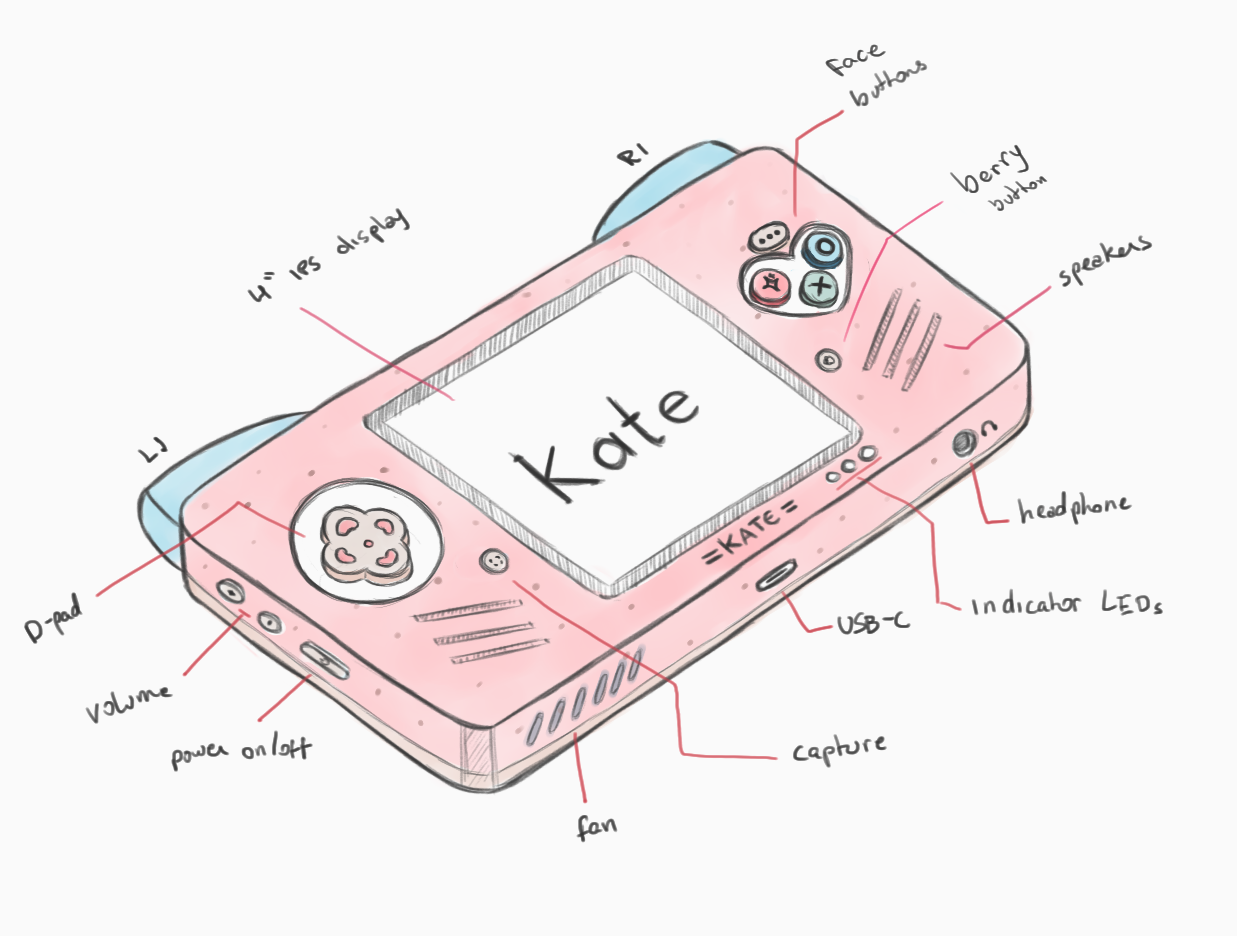 Face
buttons
R1
berry
button
4" IPS display
speakers
Kate
L1
headphone
=KATE=
Indicator LEDs
USB-C
D-pad
volume
power on/off
capture
fan